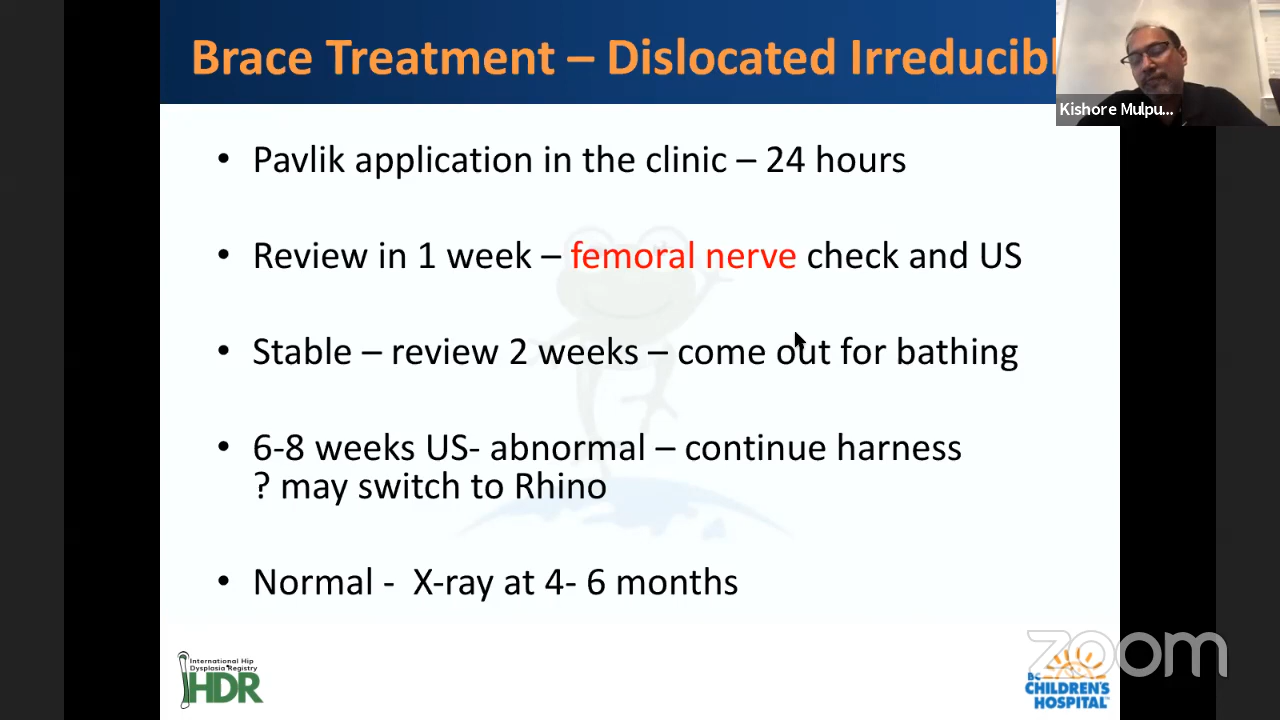 Brace Treatment – Dislocated Irreducibl
Kishore Mulpu...
• Pavlik application in the clinic – 24 hours
• Review in 1 week – femoral nerve check and US
• Stable – review 2 weeks – come out for bathing
• 6-8 weeks US- abnormal – continue harness
? may switch to Rhino
• Normal - X-ray at 4- 6 months
International Hip
Dysplasia Registry
IHDR
zoom
BC
CHILDREN'S
HOSPITAL